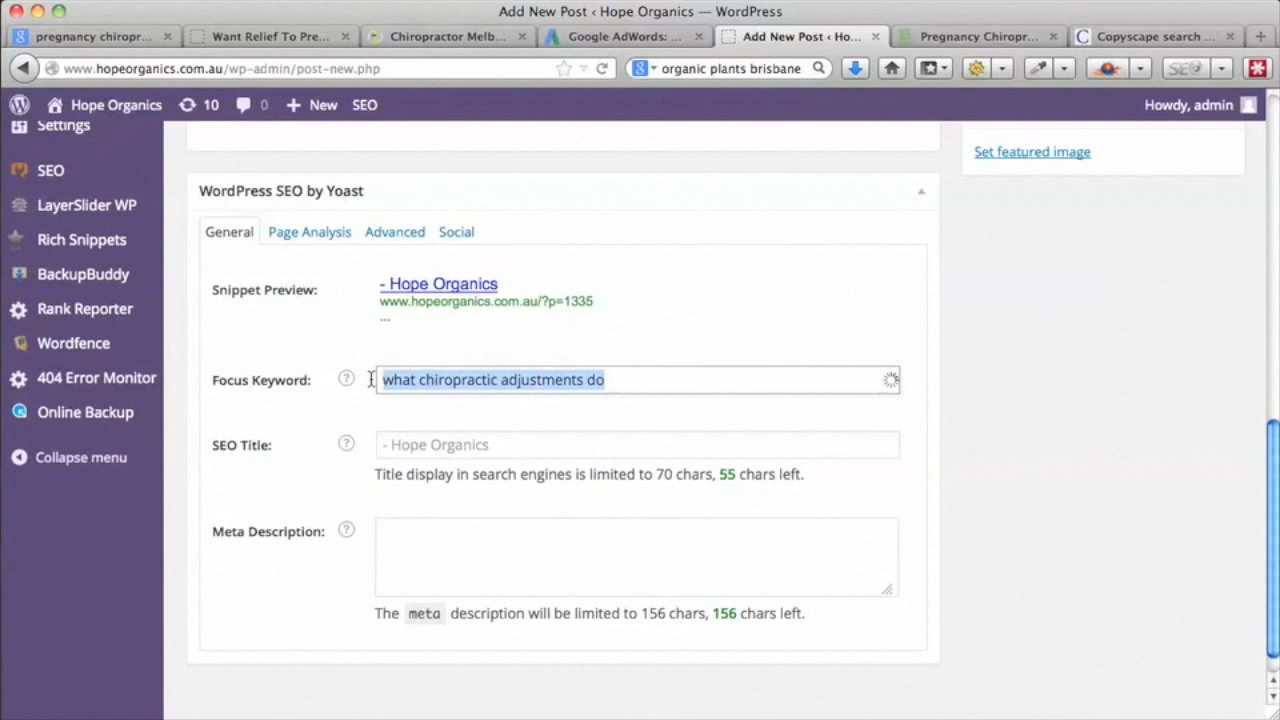 Add New Post ‹ Hope Organics — WordPress
pregnancy chiropr...
Want Relief To Pre...
Chiropractor Melb...
Google AdWords: ...
Add New Post ‹ Ho...
Pregnancy Chiropr...
Copyscape search ...
www.hopeorganics.com.au/wp-admin/post-new.php
organic plants brisbane
SEO
Hope Organics
10
0
New
SEO
Howdy, admin
Settings
SEO
LayerSlider WP
Rich Snippets
BackupBuddy
Rank Reporter
Wordfence
404 Error Monitor
Online Backup
Collapse menu
Set featured image
WordPress SEO by Yoast
General
Page Analysis
Advanced
Social
Snippet Preview:
- Hope Organics
www.hopeorganics.com.au/?p=1335
...
Focus Keyword:
?
what chiropractic adjustments do
SEO Title:
?
- Hope Organics
Title display in search engines is limited to 70 chars, 55 chars left.
Meta Description:
?
The meta description will be limited to 156 chars, 156 chars left.